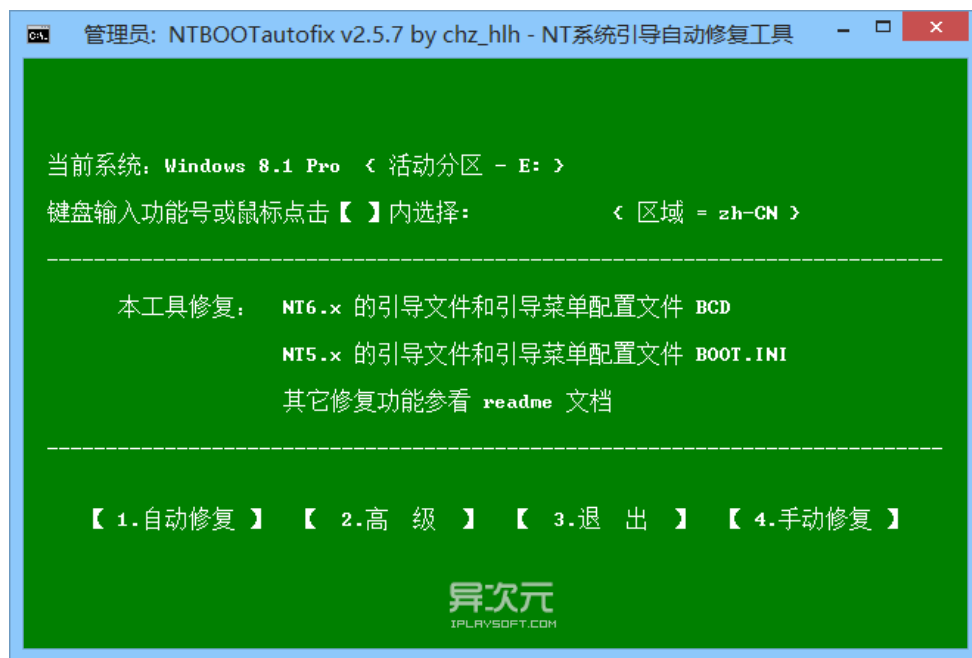 管理员: NTBOOTautofix v2.5.7 by chz_hlh - NT系统引导自动修复工具
当前系统: Windows 8.1 Pro { 活动分区 - E: }
键盘输入功能号或鼠标点击【 】内选择: { 区域 = zh-CN }
本工具修复: NT6.x 的引导文件和引导菜单配置文件 BCD
NT5.x 的引导文件和引导菜单配置文件 BOOT.INI
其它修复功能参看 readme 文档
【 1.自动修复 】 【 2.高 级 】 【 3.退 出 】 【 4.手动修复 】
异次元
IPLAYSOFT.COM